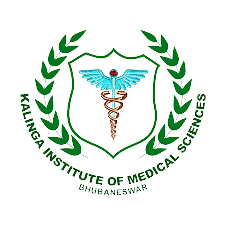 KALINGA INSTITUTE OF MEDICAL SCIENCES
BHUBANESWAR